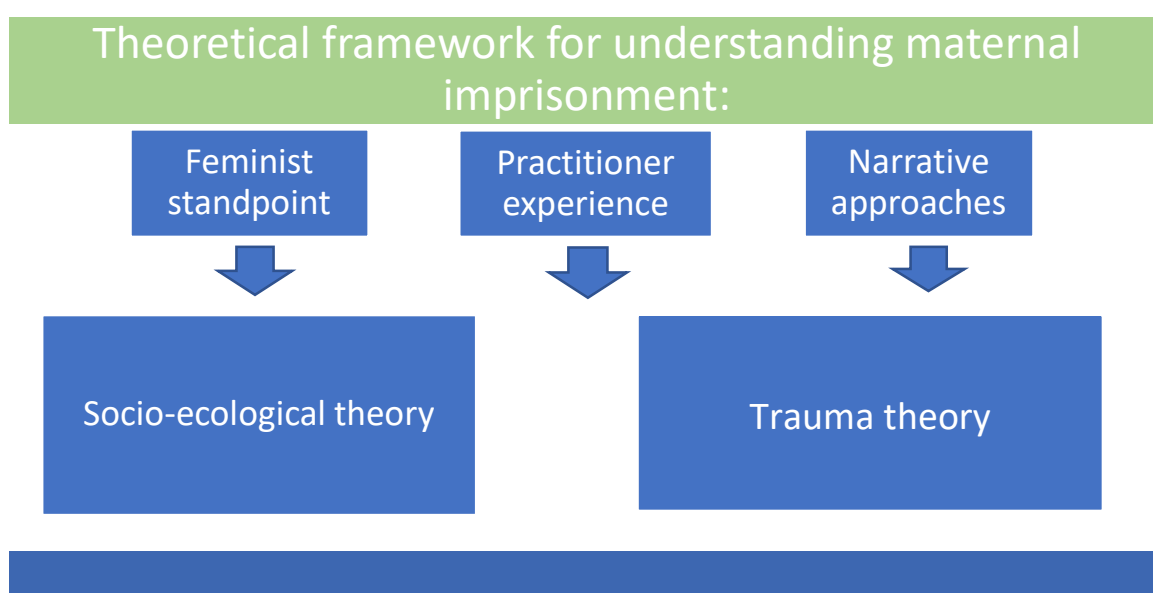 Theoretical framework for understanding maternal
imprisonment:
Feminist
standpoint
Practitioner
experience
Narrative
approaches
Socio-ecological theory
Trauma theory